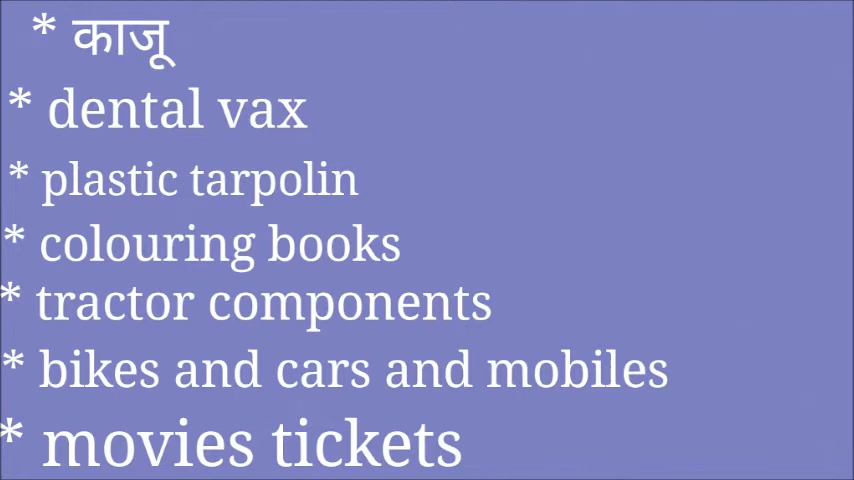 * काजू
* dental vax
* plastic tarpolin
* colouring books
* tractor components
* bikes and cars and mobiles
* movies tickets